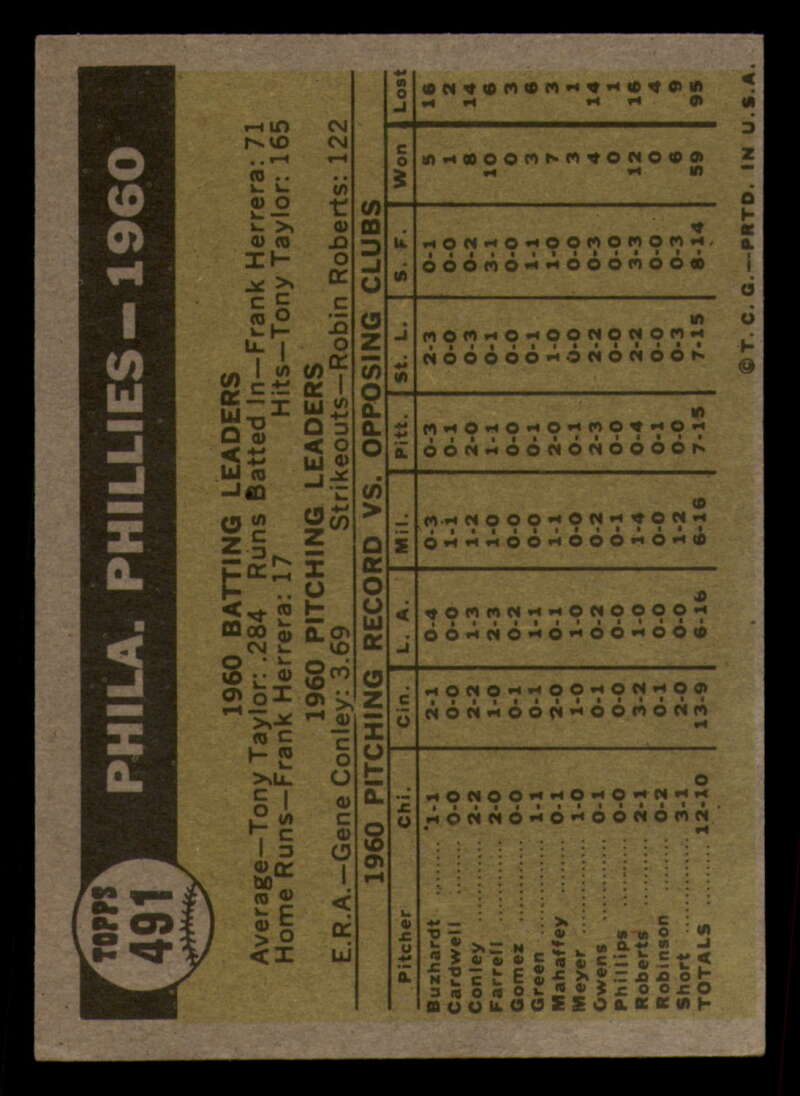 TOPPS
491
PHILA. PHILLIES—1960
1960 BATTING LEADERS
Average—Tony Taylor: .284 Runs Batted In—Frank Herrera: 71
Home Runs—Frank Herrera: 17 Hits—Tony Taylor: 165
1960 PITCHING LEADERS
E.R.A.—Gene Conley: 3.69 Strikeouts—Robin Roberts: 122
1960 PITCHING RECORD VS. OPPOSING CLUBS
Pitcher Chi. Cin. L. A. Mil. Pitt. St. L. S. F. Won Lost
Buzhardt ........ 1-1 2-1 0-4 0-3 0-3 2-3 0-1 5 16
Cardwell ........ 0-0 0-0 0-0 1-1 0-1 0-0 0-0 1 2
Conley ........ 2-2 2-2 1-3 1-2 2-0 0-3 0-2 8 14
Farrell ........ 2-0 1-0 2-3 1-0 1-1 0-1 3-1 10 6
Gomez ........ 0-0 0-1 0-2 0-0 0-0 0-0 0-0 0 3
Green ........ 1-1 0-1 1-1 0-0 0-1 0-1 1-1 3 6
Mahaffey ........ 0-1 2-0 0-1 1-1 2-0 1-0 1-0 7 3
Meyer ........ 1-0 1-0 1-0 0-0 0-1 0-0 0-0 3 1
Owens ........ 0-1 0-1 0-2 0-2 2-3 2-2 0-3 4 14
Phillips ........ 0-0 0-0 0-0 0-1 0-0 0-0 0-0 0 1
Roberts ........ 2-1 3-2 1-0 1-4 0-4 2-2 3-3 12 16
Robinson ........ 0-2 0-1 0-0 0-0 0-1 0-0 0-0 0 4
Short ........ 3-1 2-0 0-0 1-2 0-0 0-3 0-3 6 9
TOTALS ........ 12-10 13-9 6-16 6-16 7-15 7-15 8-14 59 95
© T. C. G.—PRTD. IN U.S.A.